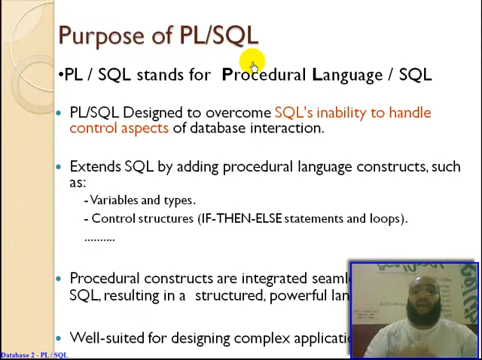 Purpose of PL/SQL
•PL / SQL stands for Procedural Language / SQL
• PL/SQL Designed to overcome SQL's inability to handle
control aspects of database interaction.
• Extends SQL by adding procedural language constructs, such
as:
- Variables and types.
- Control structures (IF-THEN-ELSE statements and loops).
..........
• Procedural constructs are integrated
SQL, resulting in a structured, powerful
• Well-suited for designing complex
Database 2 - PL/SQL